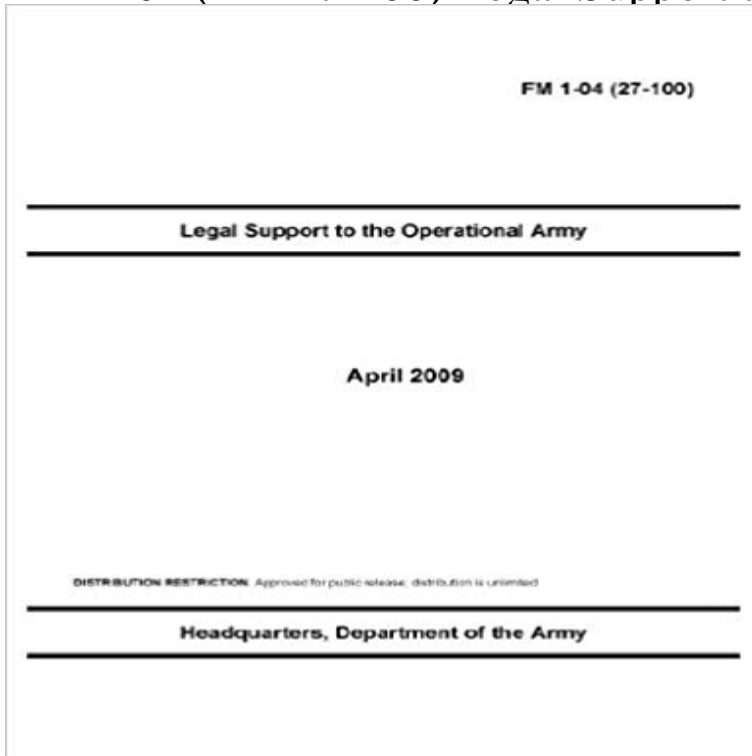 FM 1-04 (27-100)
Legal Support to the Operational Army
April 2009
DISTRIBUTION RESTRICTION: Approved for public release; distribution is unlimited
Headquarters, Department of the Army